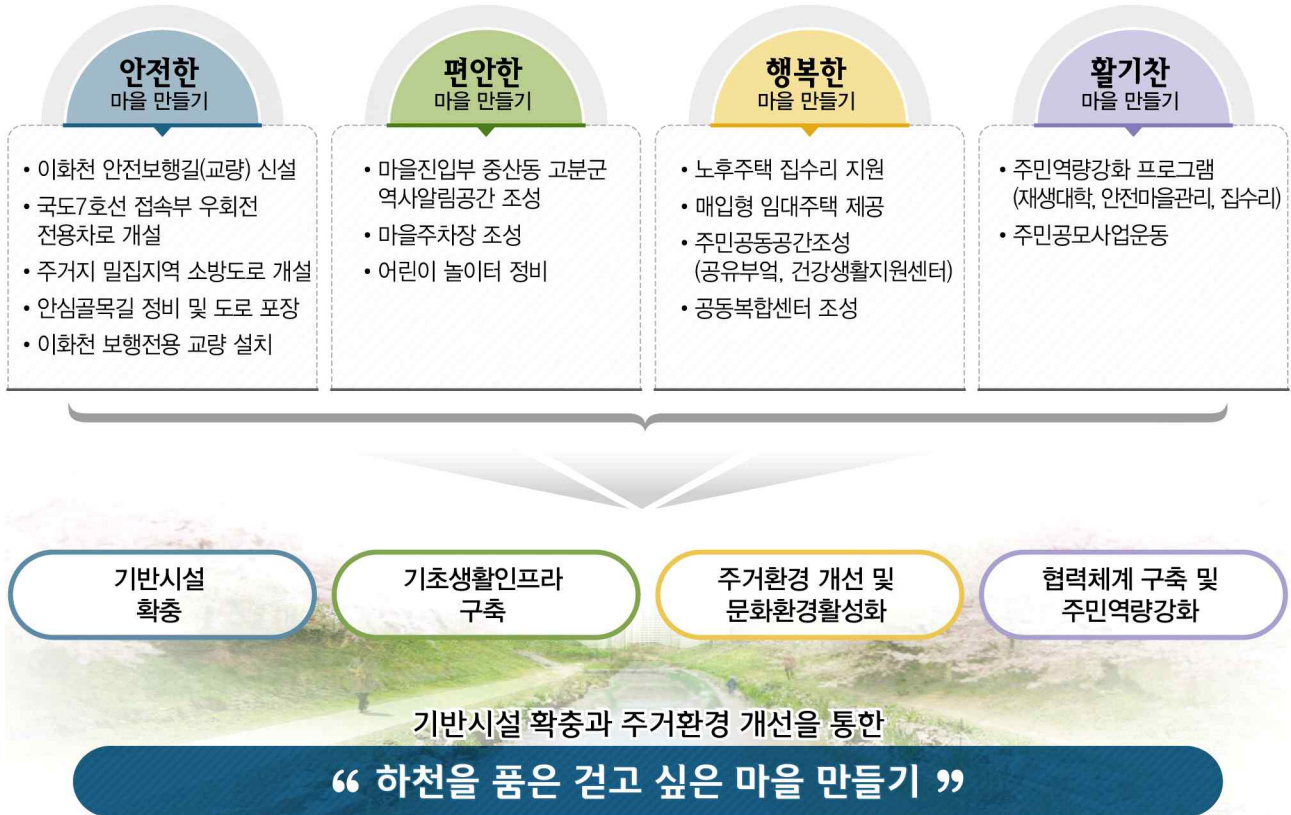 안전한
마을 만들기
• 이화천 안전보행길(교량) 신설
• 국도7호선 접속부 우회전
전용차로 개설
• 주거지 밀집지역 소방도로 개설
• 안심골목길 정비 및 도로 포장
• 이화천 보행전용 교량 설치
편안한
마을 만들기
• 마을진입부 중산동 고분군
역사알림공간 조성
• 마을주차장 조성
• 어린이 놀이터 정비
행복한
마을 만들기
• 노후주택 집수리 지원
• 매입형 임대주택 제공
• 주민공동공간조성
(공유부엌, 건강생활지원센터)
• 공동복합센터 조성
활기찬
마을 만들기
• 주민역량강화 프로그램
(재생대학, 안전마을관리, 집수리)
• 주민공모사업운동
기반시설
확충
기초생활인프라
구축
주거환경 개선 및
문화환경활성화
협력체계 구축 및
주민역량강화
기반시설 확충과 주거환경 개선을 통한
“ 하천을 품은 걷고 싶은 마을 만들기 ”